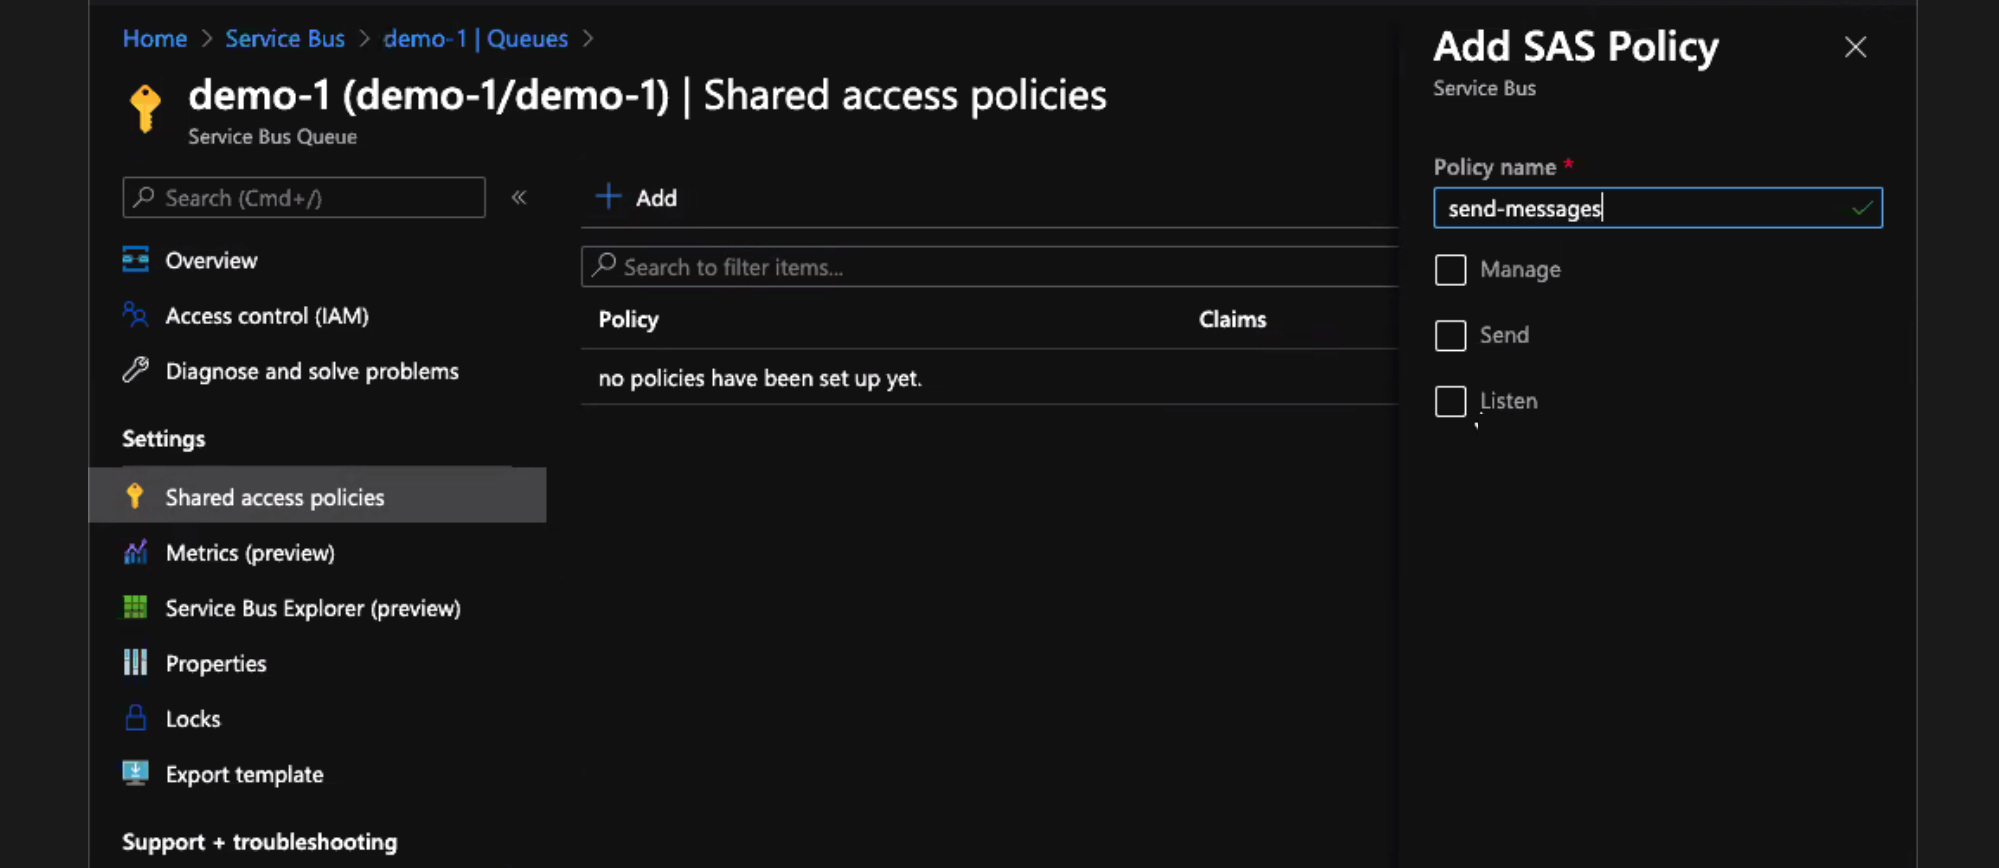 Home > Service Bus > demo-1 | Queues >
demo-1 (demo-1/demo-1) | Shared access policies
Service Bus Queue
Search (Cmd+/)
«
Overview
Access control (IAM)
Diagnose and solve problems
Settings
Shared access policies
Metrics (preview)
Service Bus Explorer (preview)
Properties
Locks
Export template
Support + troubleshooting
+ Add
Search to filter items...
Policy Claims
no policies have been set up yet.
Add SAS Policy
Service Bus
Policy name *
send-messages
Manage
Send
Listen